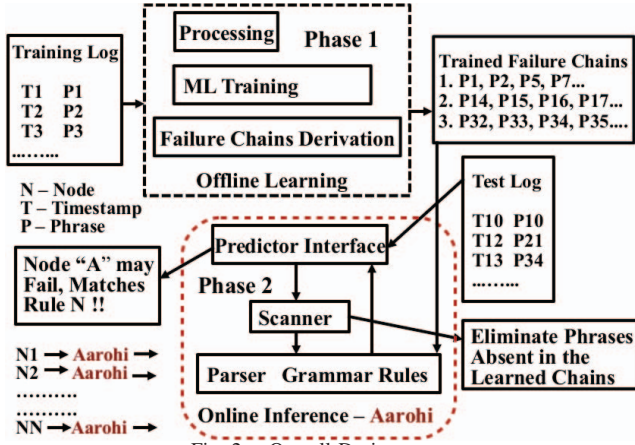 Training Log
T1 P1
T2 P2
T3 P3
...……...
Processing
Phase 1
ML Training
Failure Chains Derivation
Offline Learning
Trained Failure Chains
1. P1, P2, P5, P7...
2. P14, P15, P16, P17...
3. P32, P33, P34, P35....
N – Node
T – Timestamp
P – Phrase
Test Log
T10 P10
T12 P21
T13 P34
...……...
Node “A” may
Fail, Matches
Rule N !!
Predictor Interface
Phase 2
Scanner
Parser Grammar Rules
Online Inference – Aarohi
Eliminate Phrases
Absent in the
Learned Chains
N1 Aarohi
N2 Aarohi
..........
..........
NN Aarohi